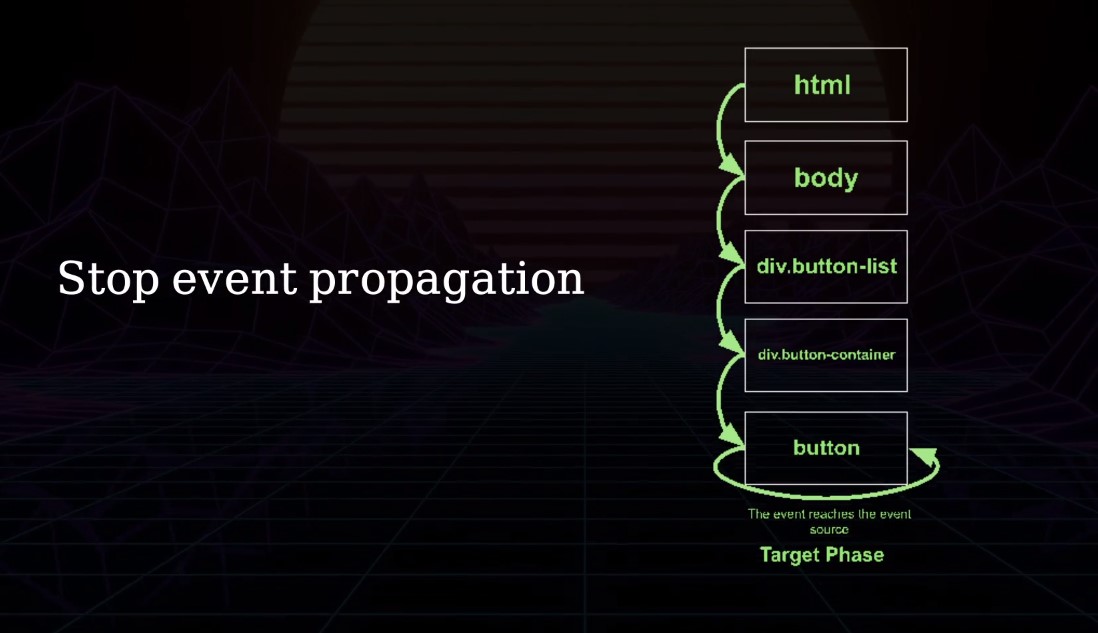 Stop event propagation
html
body
div.button-list
div.button-container
button
The event reaches the event
source
Target Phase